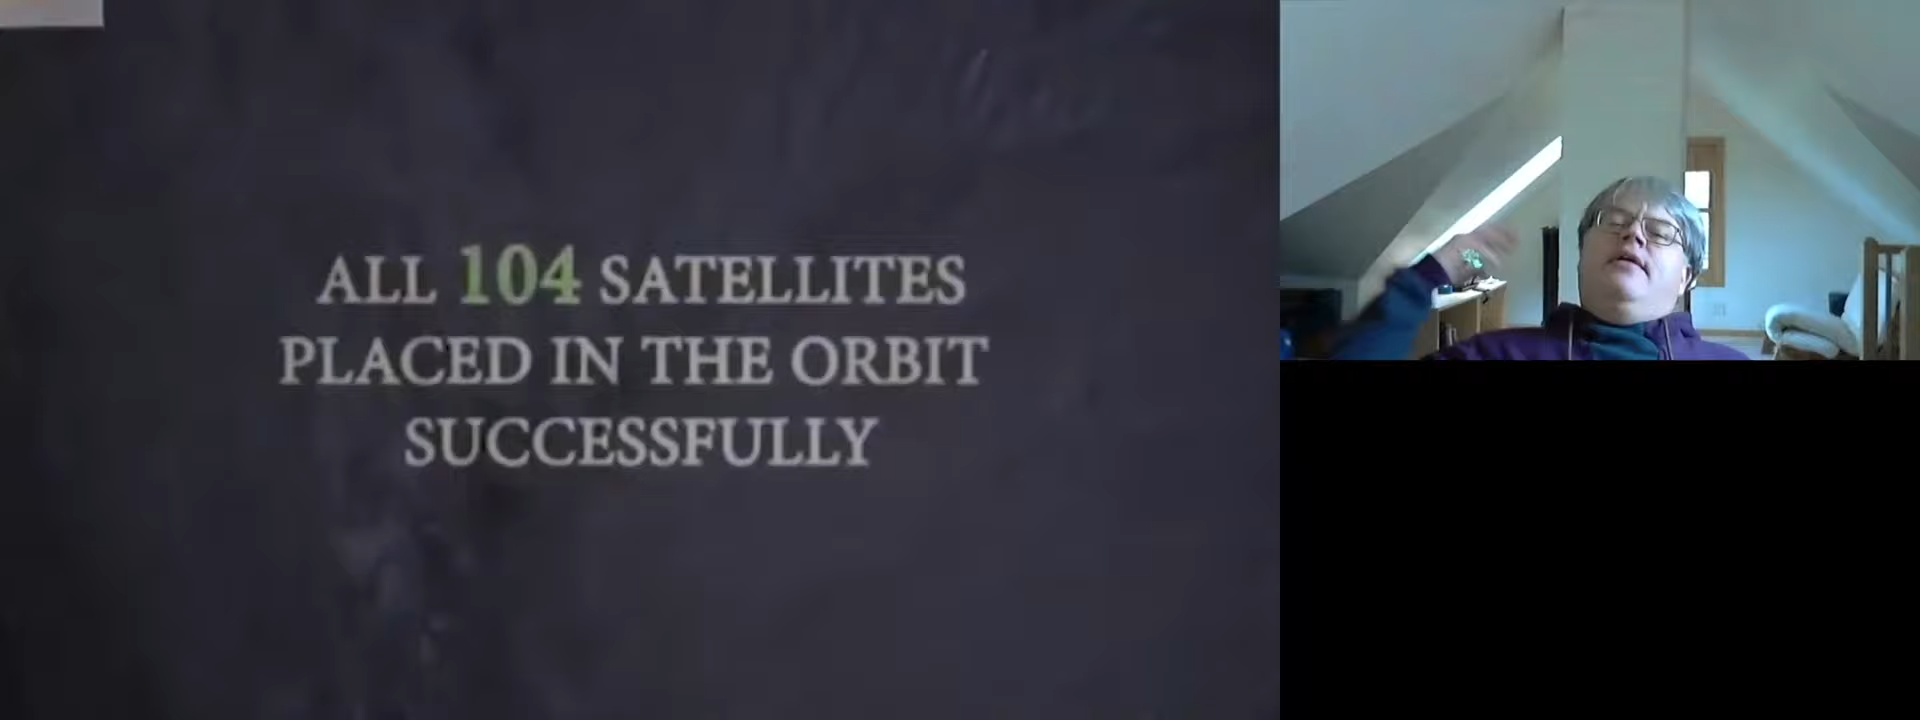 ALL 104 SATELLITES
PLACED IN THE ORBIT
SUCCESSFULLY